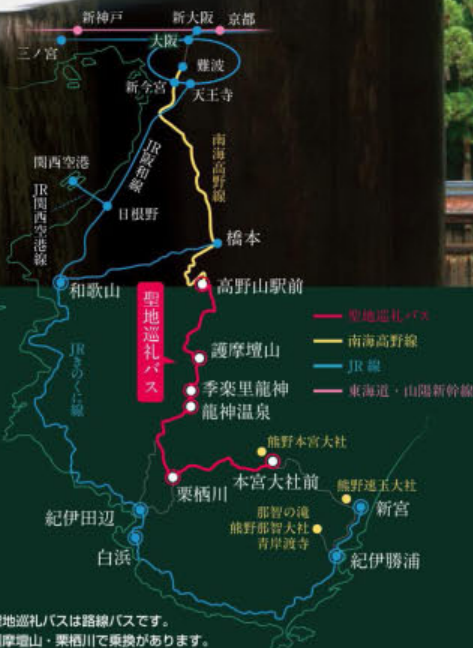 新神戸
新大阪
京都
三ノ宮
大阪
難波
新今宮
天王寺
関西空港
JR阪和線
南海高野線
JR関西空港線
日根野
橋本
和歌山
高野山駅前
聖地巡礼バス
聖地巡礼バス
南海高野線
JR線
東海道・山陽新幹線
護摩壇山
JRきのくに線
季楽里龍神
龍神温泉
熊野本宮大社
本宮大社前
栗栖川
熊野速玉大社
新宮
紀伊田辺
那智の滝
熊野那智大社
青岸渡寺
白浜
紀伊勝浦
地巡礼バスは路線バスです。
摩壇山・栗栖川で乗換があります。